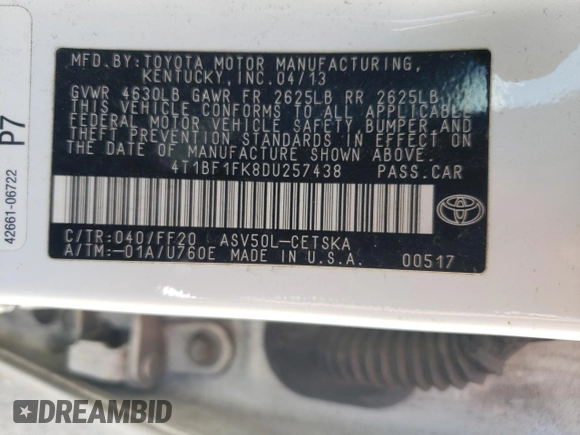 MFD.BY:TOYOTA MOTOR MANUFACTURING,
KENTUCKY,INC.04/13
GVWR 4630LB GAWR FR 2625LB RR 2625LB
THIS VEHICLE CONFORMS TO ALL APPLICABLE
FEDERAL MOTOR VEHICLE SAFETY,BUMPER,AND
THEFT PREVENTION STANDARDS IN EFFECT ON
THE DATE OF MANUFACTURE SHOWN ABOVE.
4T1BF1FK8DU257438 PASS.CAR
C/TR:040/FF20 ASV50L-CETSKA
A/TM:-01A/U760E MADE IN U.S.A. 00517
42661-06722 P7
DREAMBID